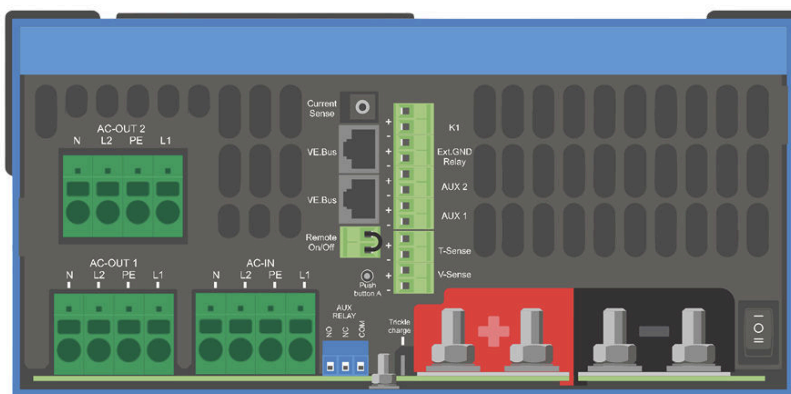 AC-OUT 2
N L2 PE L1
AC-OUT 1
N L2 PE L1
AC-IN
N L2 PE L1
Current
Sense
VE.Bus
VE.Bus
Remote
On/Off
Push
button A
AUX
RELAY
NO NC COM
Trickle
charge
+
-
+
-
+
-
+
-
+
-
+
-
K1
Ext.GND
Relay
AUX 2
AUX 1
T-Sense
V-Sense
+ -
I
O
II